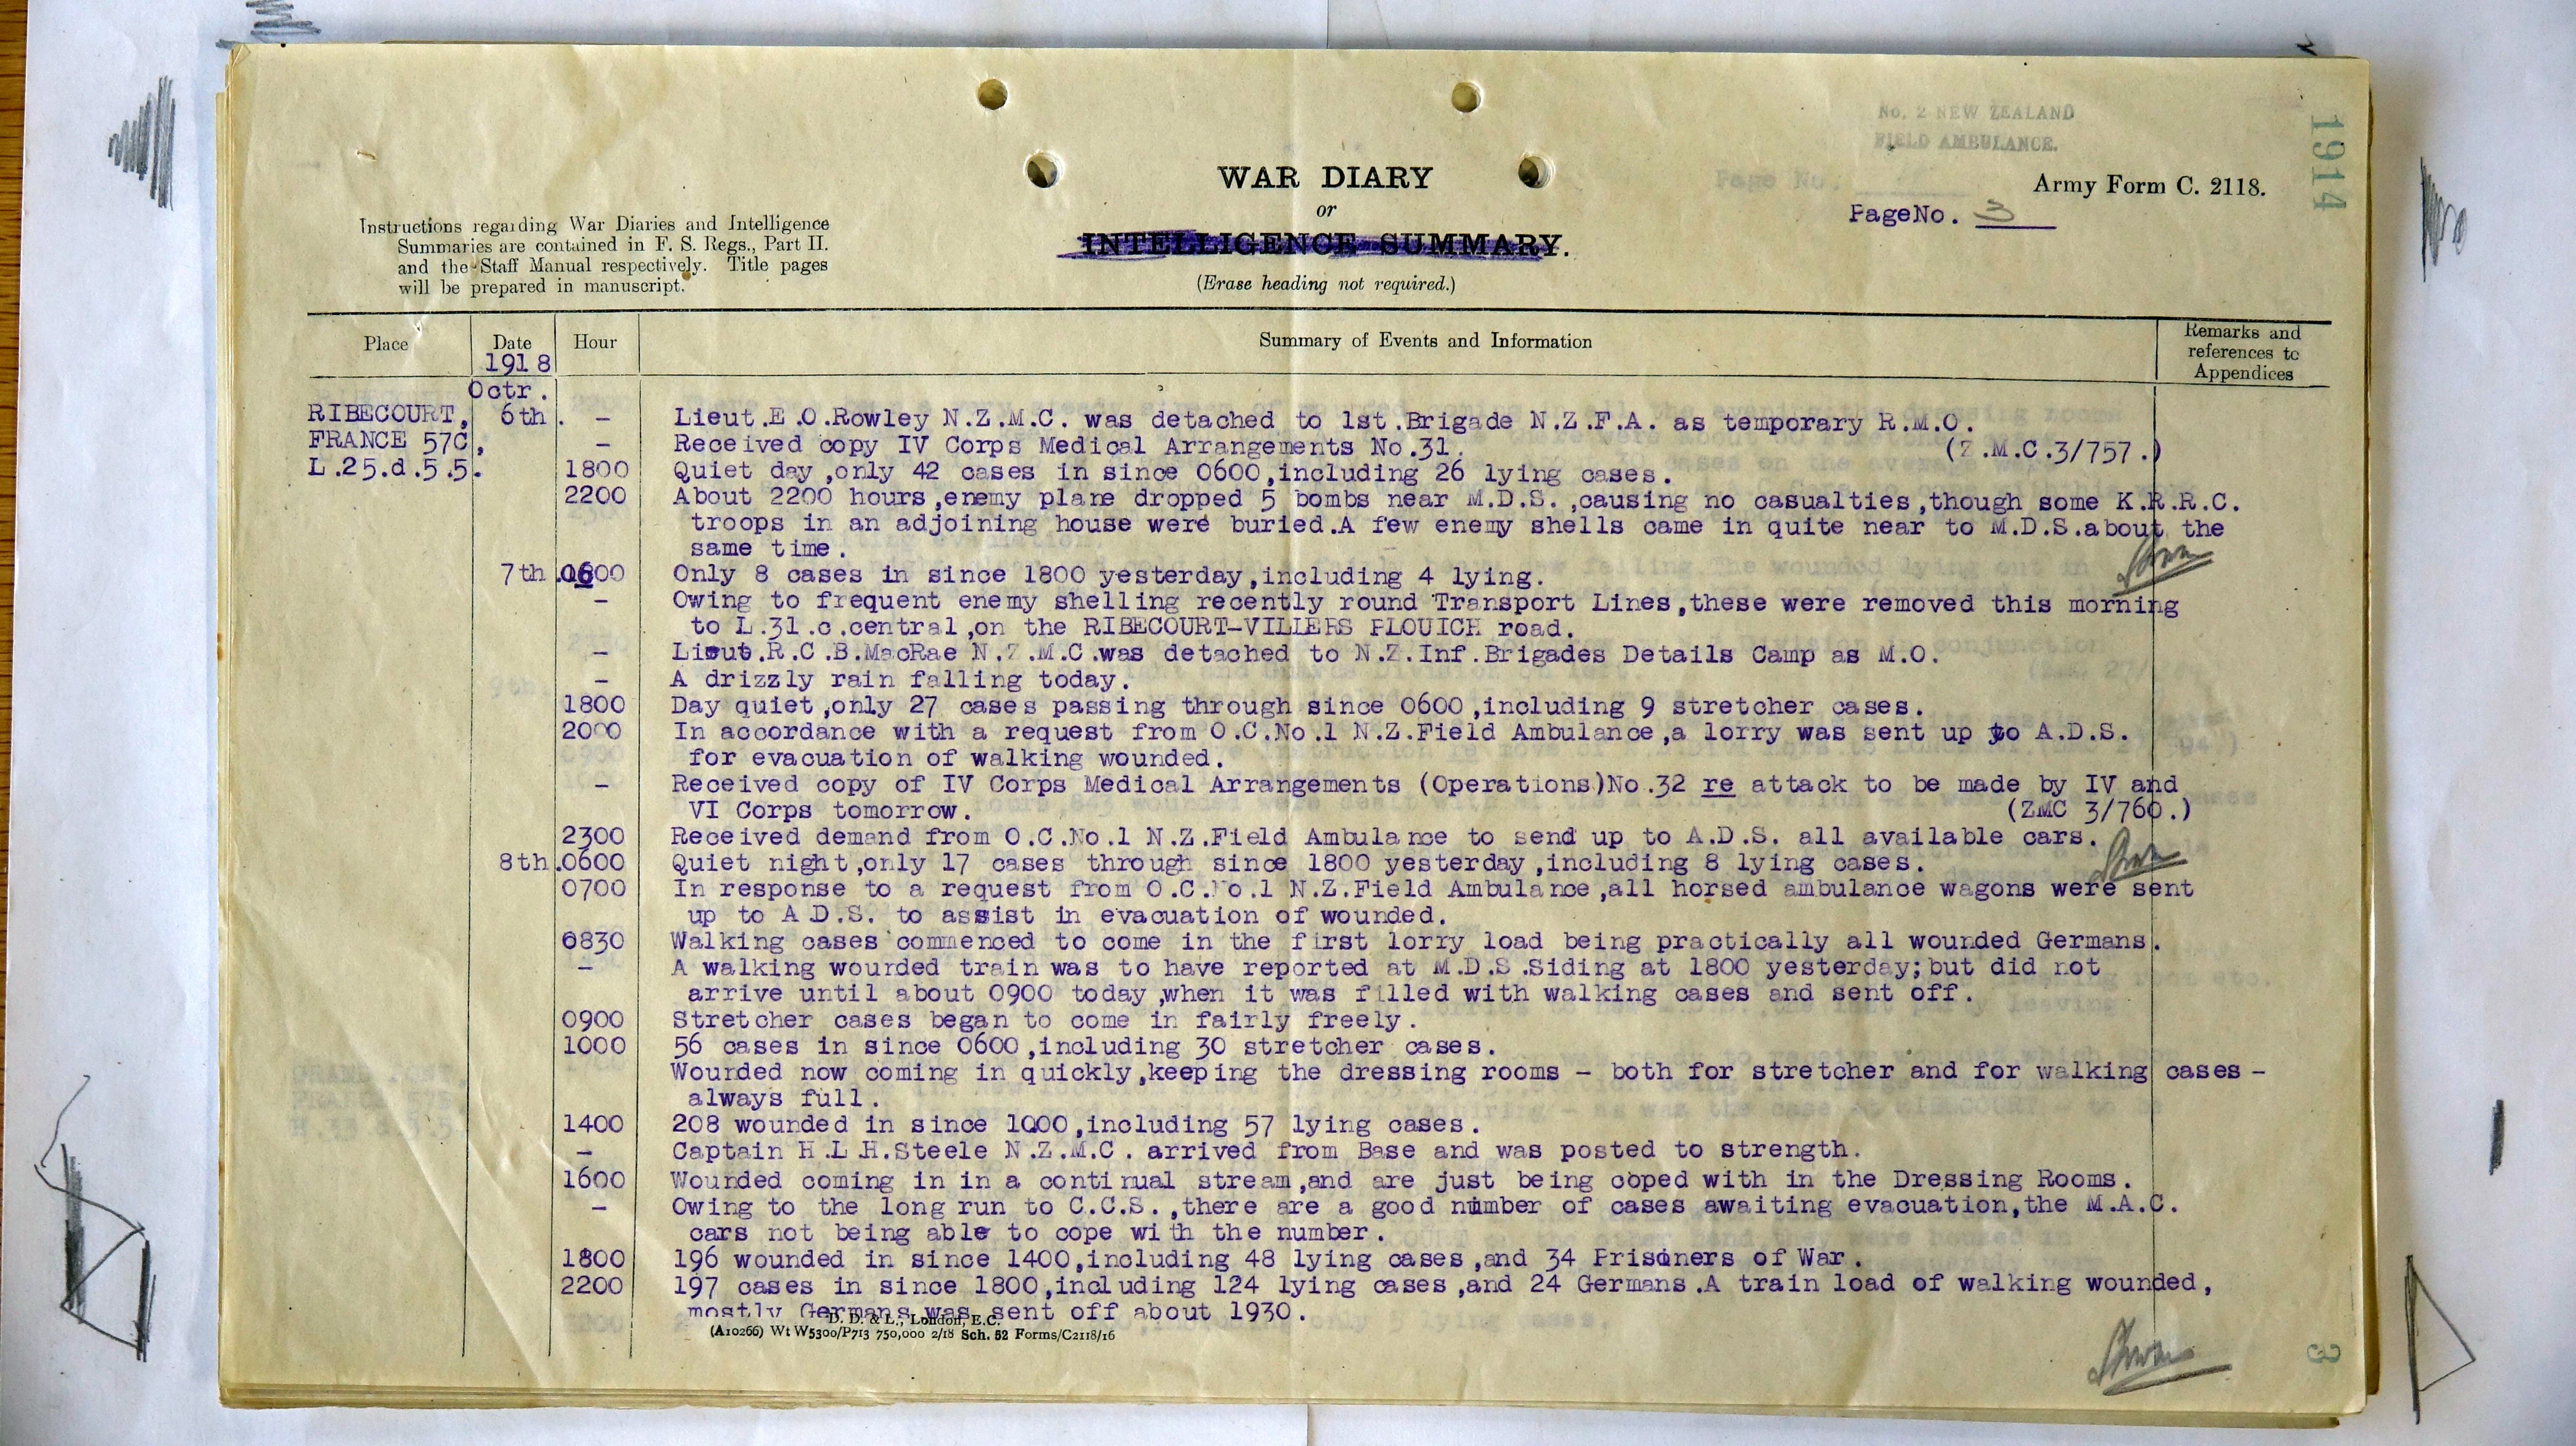 No. 2 NEW ZEALAND
FIELD AMBULANCE.
1914
WAR DIARY
or
INTELLIGENCE SUMMARY.
(Erase heading not required.)
Army Form C. 2118.
PageNo. 3
Instructions regarding War Diaries and Intelligence
Summaries are contained in F. S. Regs., Part II.
and the Staff Manual respectively. Title pages
will be prepared in manuscript.
Place Date Hour Summary of Events and Information Remarks and references to Appendices
1918
Octr.
RIBECOURT, 6th. - Lieut.E.O.Rowley N.Z.M.C. was detached to 1st.Brigade N.Z.F.A. as temporary R.M.O.
FRANCE 57C, - Received copy IV Corps Medical Arrangements No.31. (Z.M.C.3/757.)
L.25.d.5.5. 1800 Quiet day,only 42 cases in since 0600,including 26 lying cases.
2200 About 2200 hours,enemy plane dropped 5 bombs near M.D.S.,causing no casualties,though some K.R.R.C.
troops in an adjoining house were buried.A few enemy shells came in quite near to M.D.S.about the
same time.
7th.0600 Only 8 cases in since 1800 yesterday,including 4 lying.
- Owing to frequent enemy shelling recently round Transport Lines,these were removed this morning
to L.31.c.central,on the RIBECOURT-VILLIERS PLOUICH road.
- Lieut.R.C.B.MacRae N.Z.M.C.was detached to N.Z.Inf.Brigades Details Camp as M.O.
- A drizzly rain falling today.
1800 Day quiet,only 27 cases passing through since 0600,including 9 stretcher cases.
2000 In accordance with a request from O.C.No.1 N.Z.Field Ambulance,a lorry was sent up to A.D.S.
for evacuation of walking wounded.
- Received copy of IV Corps Medical Arrangements (Operations)No.32 re attack to be made by IV and
VI Corps tomorrow. (ZMC 3/760.)
2300 Received demand from O.C.No.1 N.Z.Field Ambulance to send up to A.D.S. all available cars.
8th.0600 Quiet night,only 17 cases through since 1800 yesterday,including 8 lying cases.
0700 In response to a request from O.C.No.1 N.Z.Field Ambulance,all horsed ambulance wagons were sent
up to A.D.S. to assist in evacuation of wounded.
0830 Walking cases commenced to come in the first lorry load being practically all wounded Germans.
- A walking wounded train was to have reported at M.D.S.Siding at 1800 yesterday;but did not
arrive until about 0900 today,when it was filled with walking cases and sent off.
0900 Stretcher cases began to come in fairly freely.
1000 56 cases in since 0600,including 30 stretcher cases.
Wounded now coming in quickly,keeping the dressing rooms - both for stretcher and for walking cases -
always full.
1400 208 wounded in since 1000,including 57 lying cases.
- Captain H.L.H.Steele N.Z.M.C. arrived from Base and was posted to strength.
1600 Wounded coming in in a continual stream,and are just being coped with in the Dressing Rooms.
- Owing to the long run to C.C.S.,there are a good number of cases awaiting evacuation,the M.A.C.
cars not being able to cope with the number.
1800 196 wounded in since 1400,including 48 lying cases,and 34 Prisoners of War.
2200 197 cases in since 1800,including 124 lying cases,and 24 Germans.A train load of walking wounded,
mostly Germans was sent off about 1930.
D. D. & L., London, E.C.
(A10266) Wt W5300/P713 750,000 2/18 Sch. 52 Forms/C2118/16
3